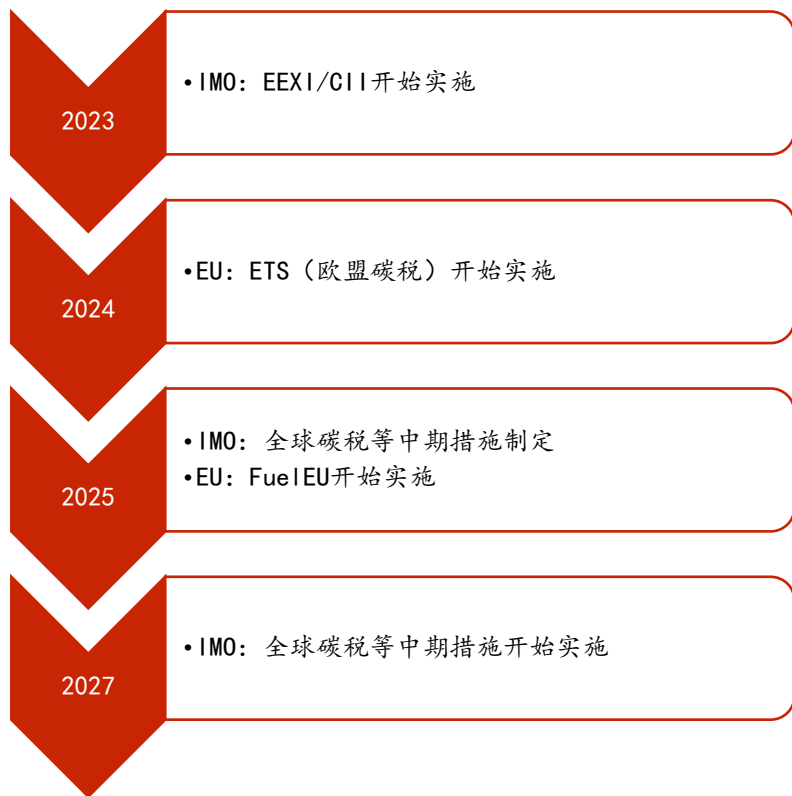 2023
•IMO：EEXI/CII开始实施
2024
•EU：ETS（欧盟碳税）开始实施
2025
•IMO：全球碳税等中期措施制定
•EU：FuelEU开始实施
2027
•IMO：全球碳税等中期措施开始实施